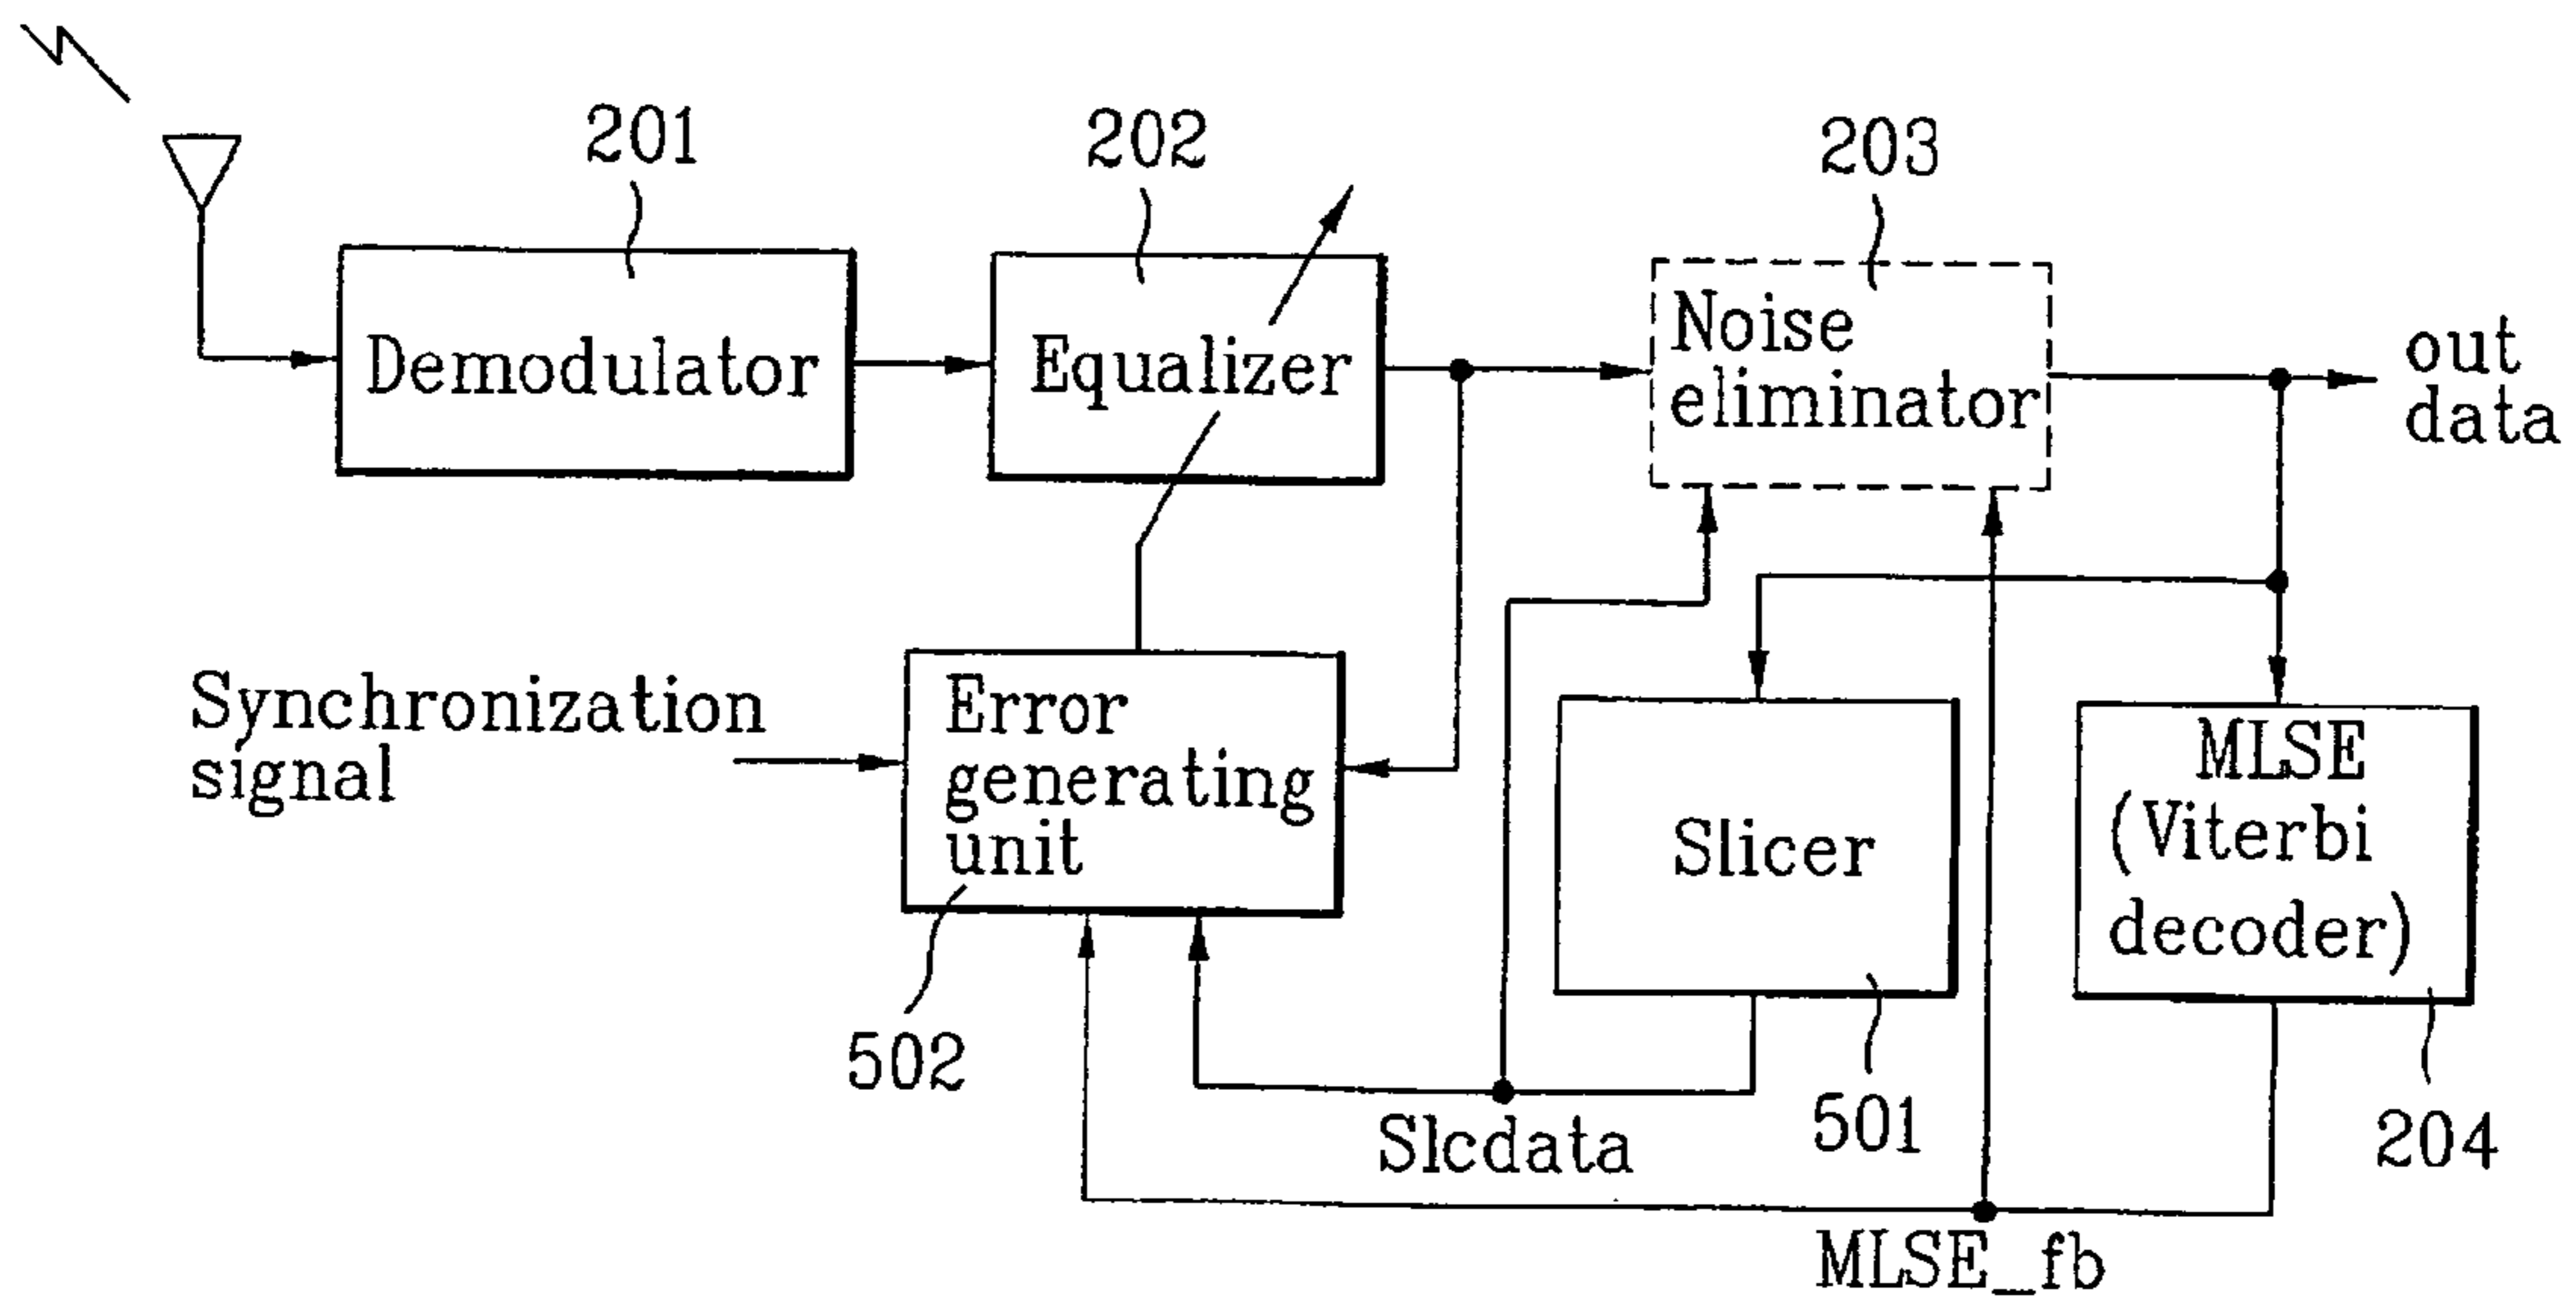 201
202
203
Demodulator
Equalizer
Noise
eliminator
out
data
Synchronization
signal
Error
generating
unit
Slicer
MLSE
(Viterbi
decoder)
502
501
204
Slcdata
MLSE_fb